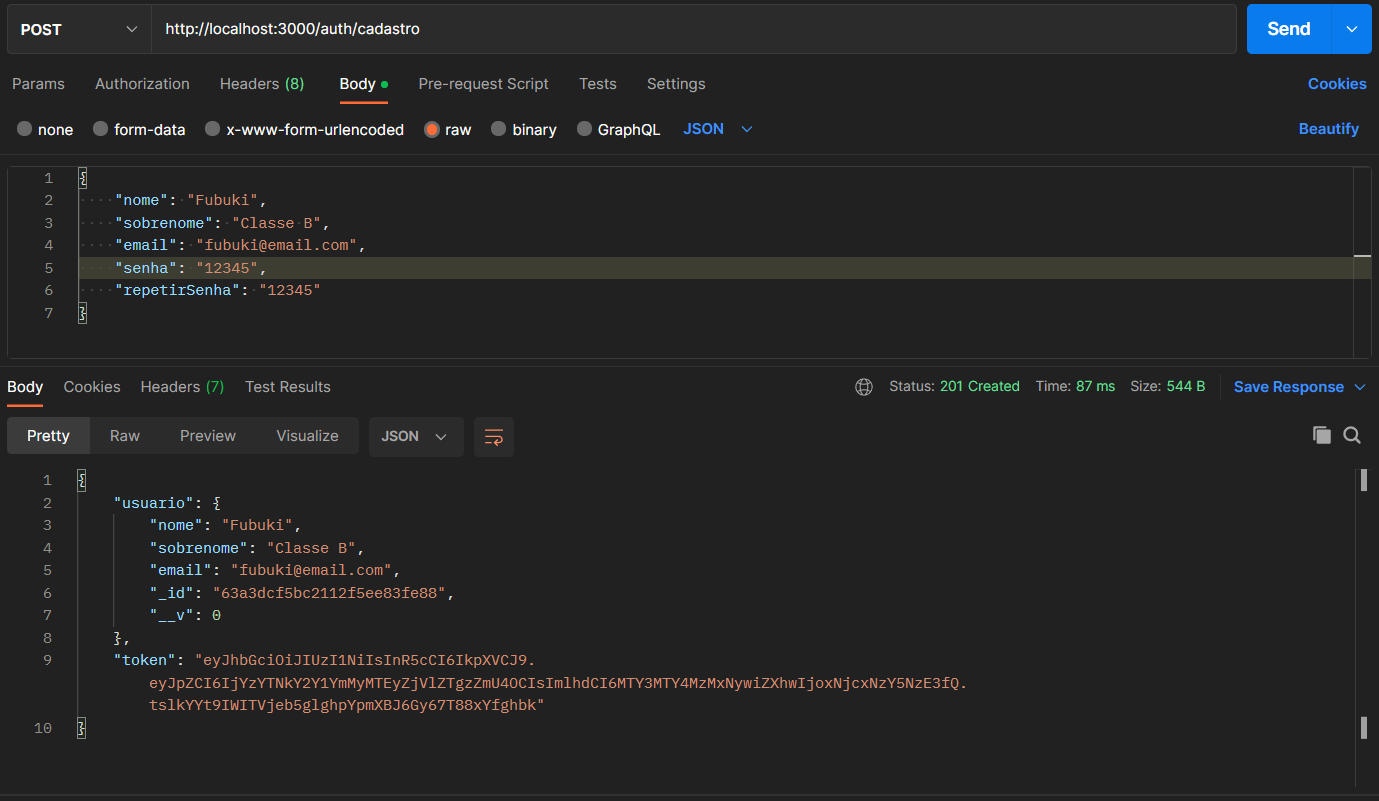 POST http://localhost:3000/auth/cadastro Send
Params Authorization Headers (8) Body Pre-request Script Tests Settings Cookies
none form-data x-www-form-urlencoded raw binary GraphQL JSON Beautify
1 {
2 "nome": "Fubuki",
3 "sobrenome": "Classe B",
4 "email": "fubuki@email.com",
5 "senha": "12345",
6 "repetirSenha": "12345"
7 }
Body Cookies Headers (7) Test Results Status: 201 Created Time: 87 ms Size: 544 B Save Response
Pretty Raw Preview Visualize JSON
1 {
2 "usuario": {
3 "nome": "Fubuki",
4 "sobrenome": "Classe B",
5 "email": "fubuki@email.com",
6 "_id": "63a3dcf5bc2112f5ee83fe88",
7 "__v": 0
8 },
9 "token": "eyJhbGciOiJIUzI1NiIsInR5cCI6IkpXVCJ9.
eyJpZCI6IjYzYTNkY2Y1YmMyMTEyZjVlZTgzZmU4OCIsImlhdCI6MTY3MTY4MzMxNywiZXhwIjoxNjcxNzY5NzE3fQ.
tslkYYt9IWITVjeb5glghpYpmXBJ6Gy67T88xYfghbk"
10 }